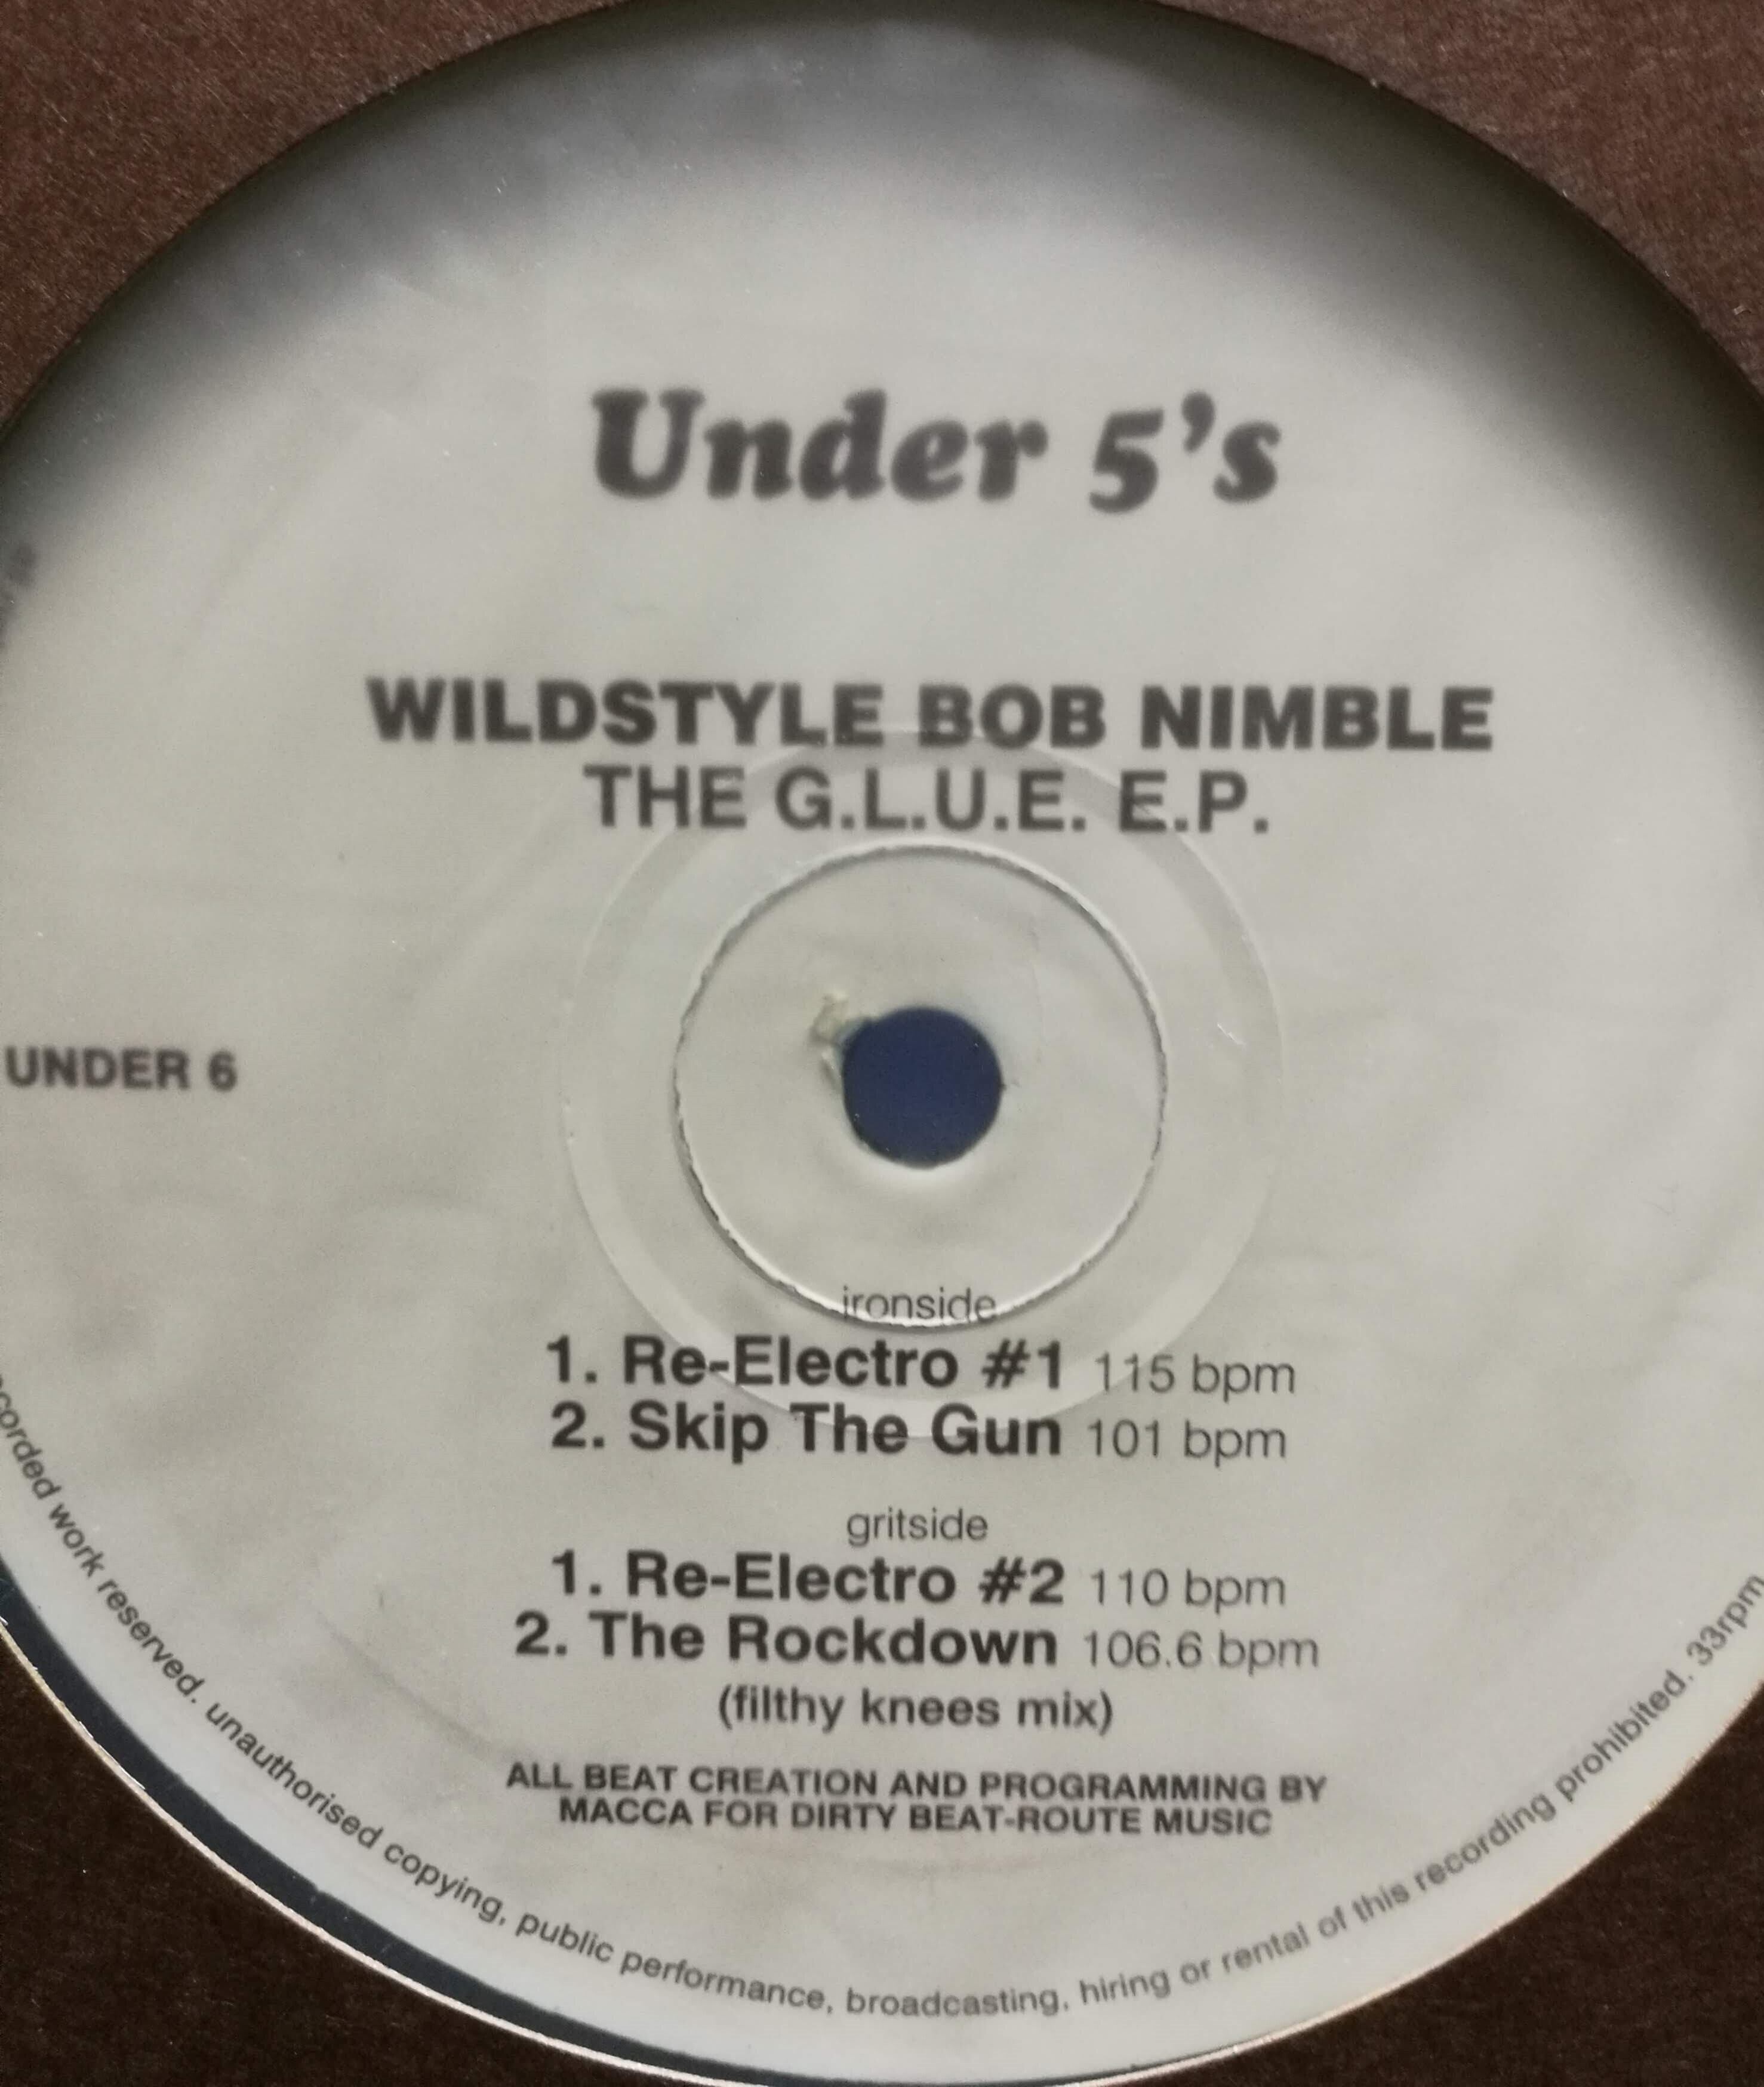 Under 5's
WILDSTYLE BOB NIMBLE
THE G.L.U.E. E.P.
UNDER 6
ironside
1. Re-Electro #1 115 bpm
2. Skip The Gun 101 bpm
gritside
1. Re-Electro #2 110 bpm
2. The Rockdown 106.6 bpm
(filthy knees mix)
ALL BEAT CREATION AND PROGRAMMING BY
MACCA FOR DIRTY BEAT-ROUTE MUSIC
work reserved. unauthorised copying, public performance, broadcasting, hiring or rental of this recording prohibited. 33rpm